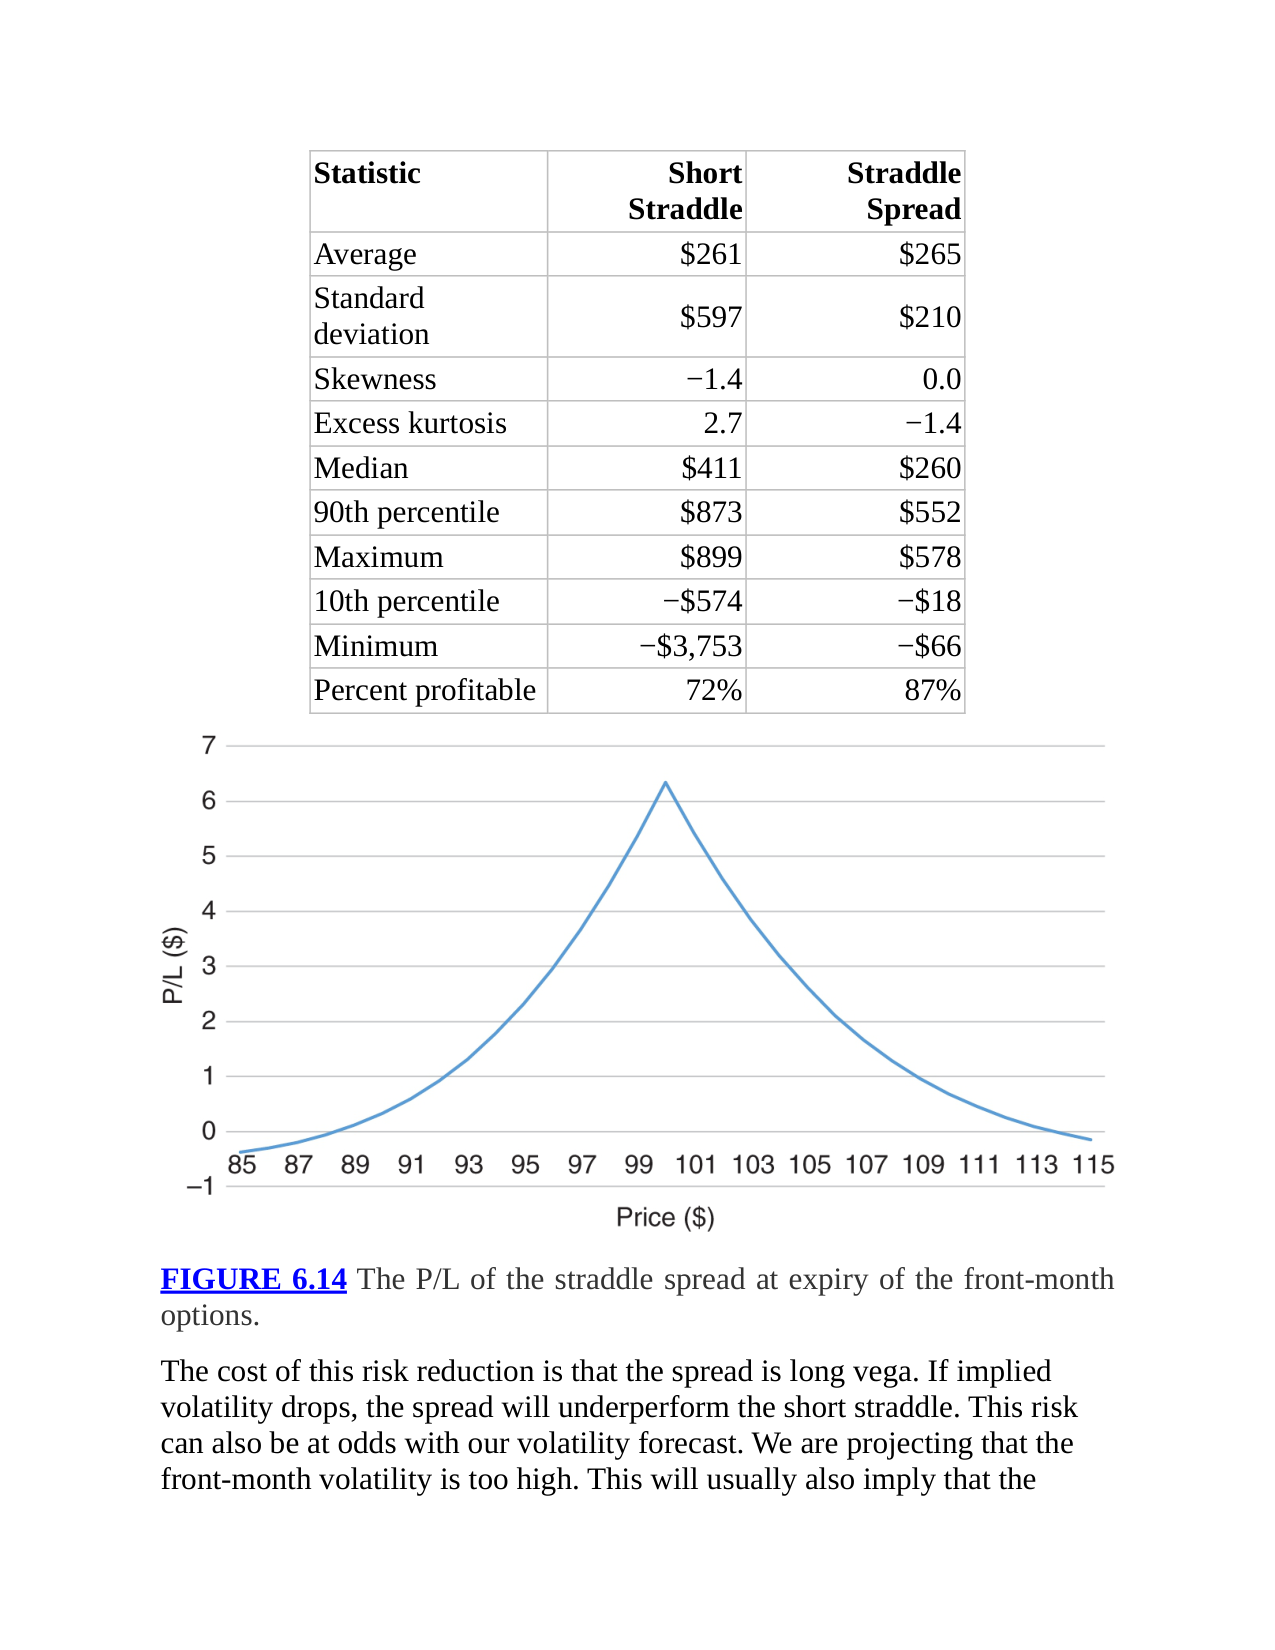 Statistic Short Straddle Straddle Spread
Average $261 $265
Standard deviation $597 $210
Skewness −1.4 0.0
Excess kurtosis 2.7 −1.4
Median $411 $260
90th percentile $873 $552
Maximum $899 $578
10th percentile −$574 −$18
Minimum −$3,753 −$66
Percent profitable 72% 87%
7
6
5
4
3
2
1
0
–1
P/L ($)
85 87 89 91 93 95 97 99 101 103 105 107 109 111 113 115
Price ($)
FIGURE 6.14 The P/L of the straddle spread at expiry of the front-month
options.
The cost of this risk reduction is that the spread is long vega. If implied
volatility drops, the spread will underperform the short straddle. This risk
can also be at odds with our volatility forecast. We are projecting that the
front-month volatility is too high. This will usually also imply that the